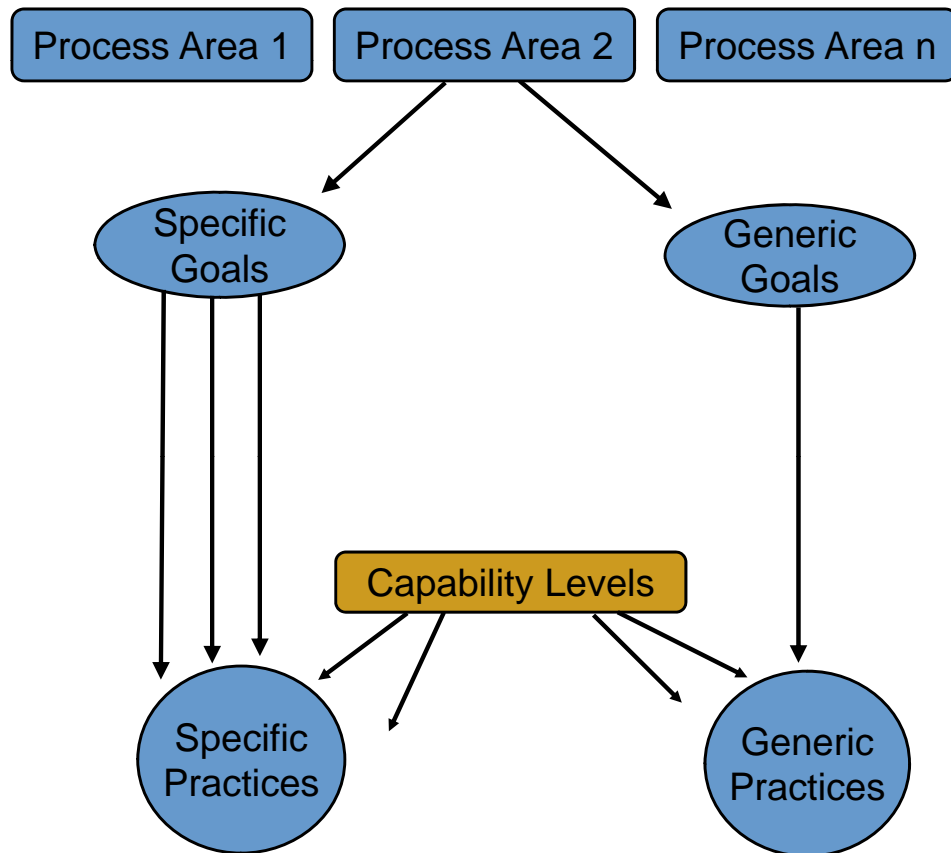 Process Area 1
Process Area 2
Process Area n
Specific
Goals
Generic
Goals
Capability Levels
Specific
Practices
Generic
Practices